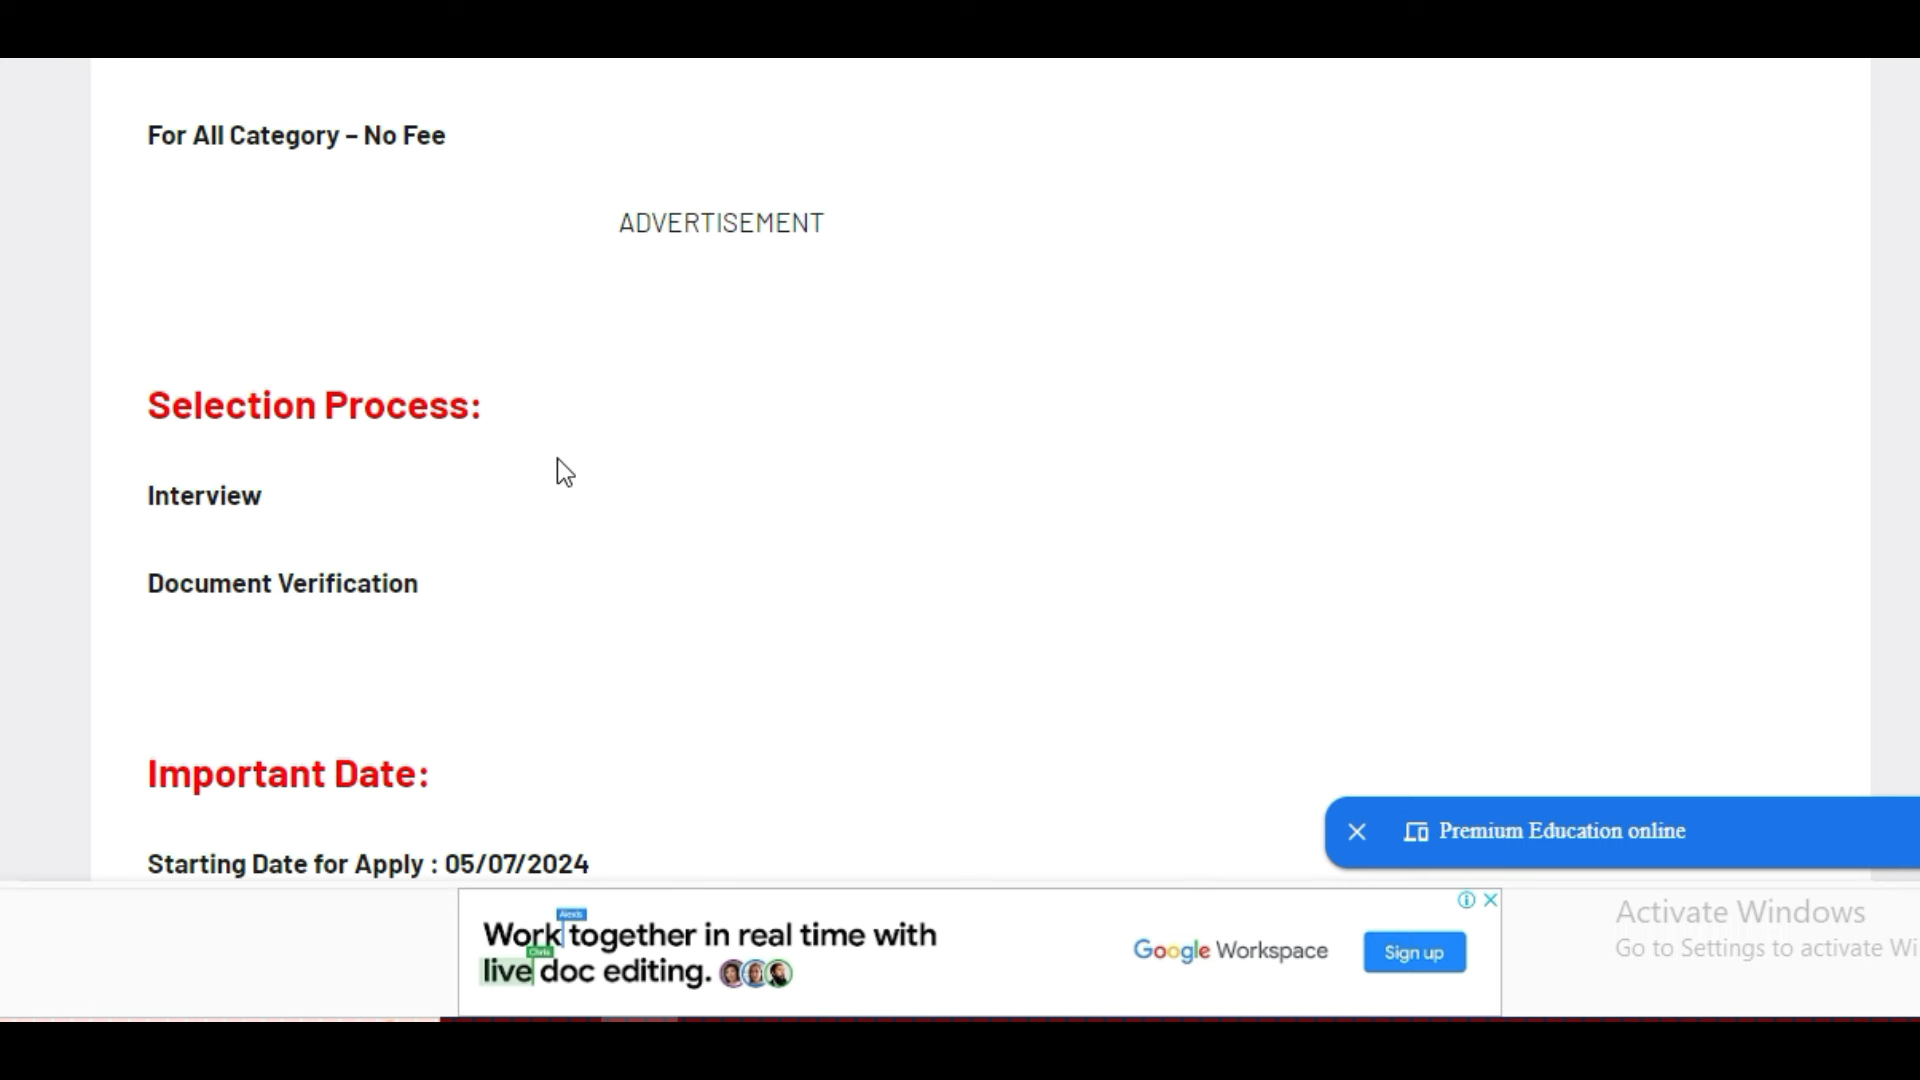 For All Category – No Fee
ADVERTISEMENT
Selection Process:
Interview
Document Verification
Important Date:
Premium Education online
Starting Date for Apply : 05/07/2024
Alexis
Work together in real time with
Chris
live doc editing.
Google Workspace
Sign up
Activate Windows
Go to Settings to activate Wi